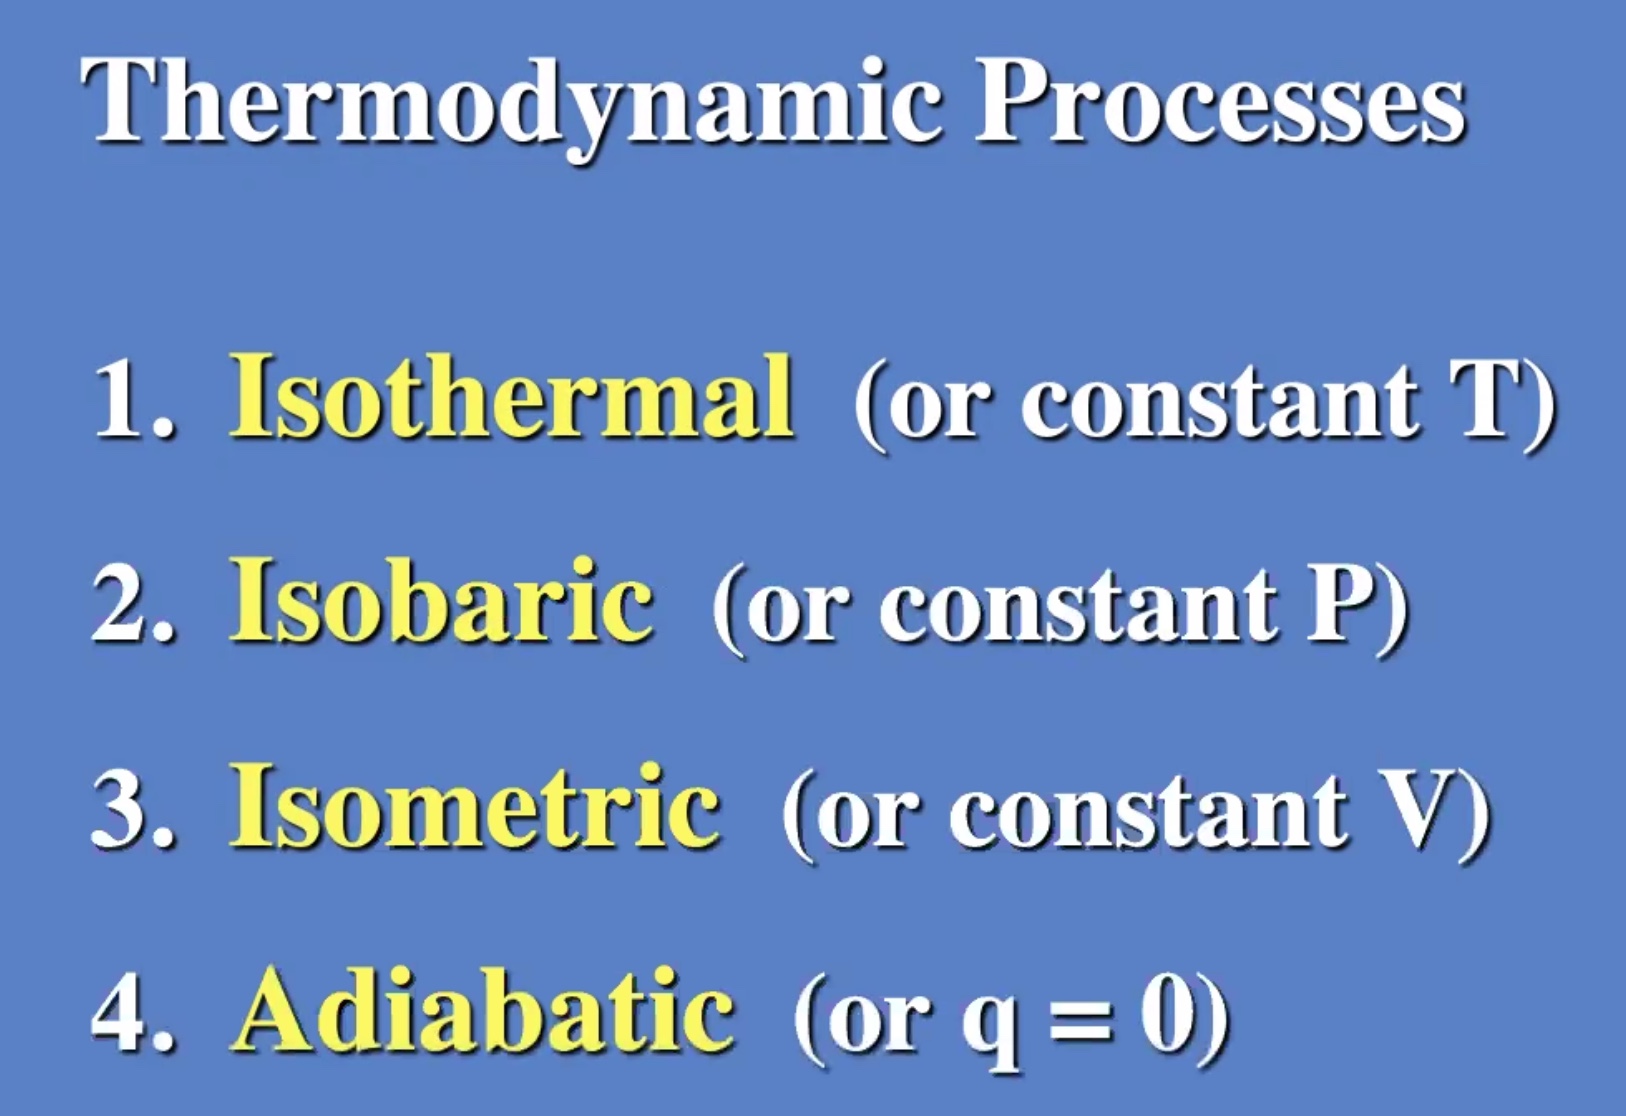 Thermodynamic Processes
1. Isothermal (or constant T)
2. Isobaric (or constant P)
3. Isometric (or constant V)
4. Adiabatic (or q = 0)